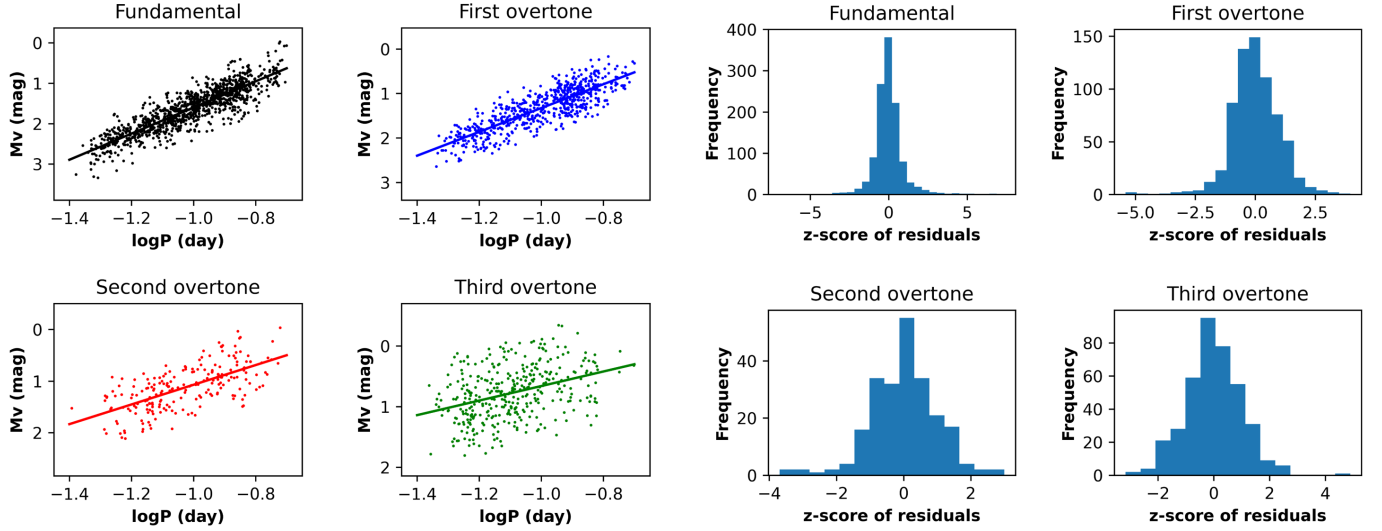 Fundamental
0
1
2
3
Mv (mag)
−1.4 −1.2 −1.0 −0.8
logP (day)
First overtone
0
1
2
3
Mv (mag)
−1.4 −1.2 −1.0 −0.8
logP (day)
Fundamental
400
300
200
100
0
Frequency
−5 0 5
z-score of residuals
First overtone
150
100
50
0
Frequency
−5.0 −2.5 0.0 2.5
z-score of residuals
Second overtone
0
1
2
Mv (mag)
−1.4 −1.2 −1.0 −0.8
logP (day)
Third overtone
0
1
2
Mv (mag)
−1.4 −1.2 −1.0 −0.8
logP (day)
Second overtone
40
20
0
Frequency
−4 −2 0 2
z-score of residuals
Third overtone
80
60
40
20
0
Frequency
−2 0 2 4
z-score of residuals